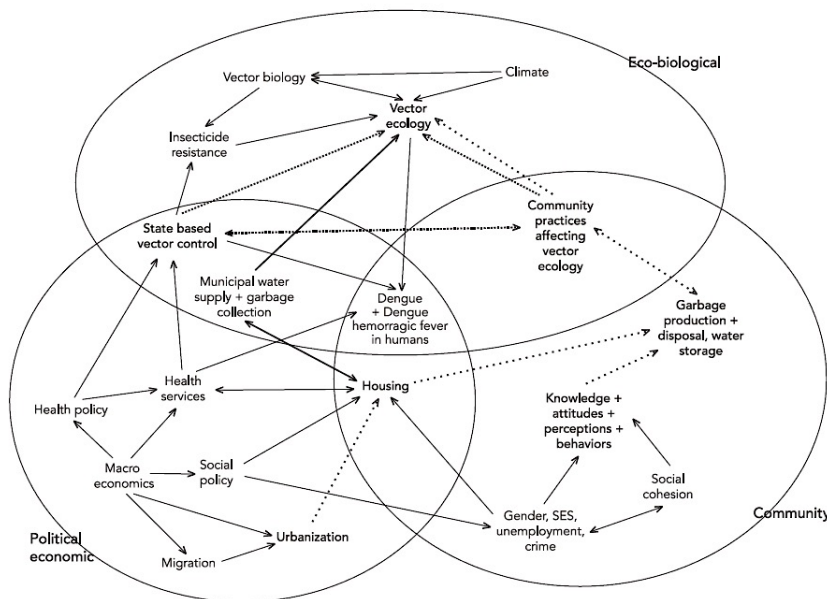 Eco-biological
Climate
Vector biology
Vector
ecology
Insecticide
resistance
Community
practices
affecting
vector
ecology
State based
vector control
Municipal water
supply + garbage
collection
Dengue
+ Dengue
hemorragic fever
in humans
Garbage
production +
disposal, water
storage
Health
services
Housing
Health policy
Knowledge +
attitudes +
perceptions +
behaviors
Macro
economics
Social
policy
Social
cohesion
Gender, SES,
unemployment,
crime
Community
Political
economic
Urbanization
Migration